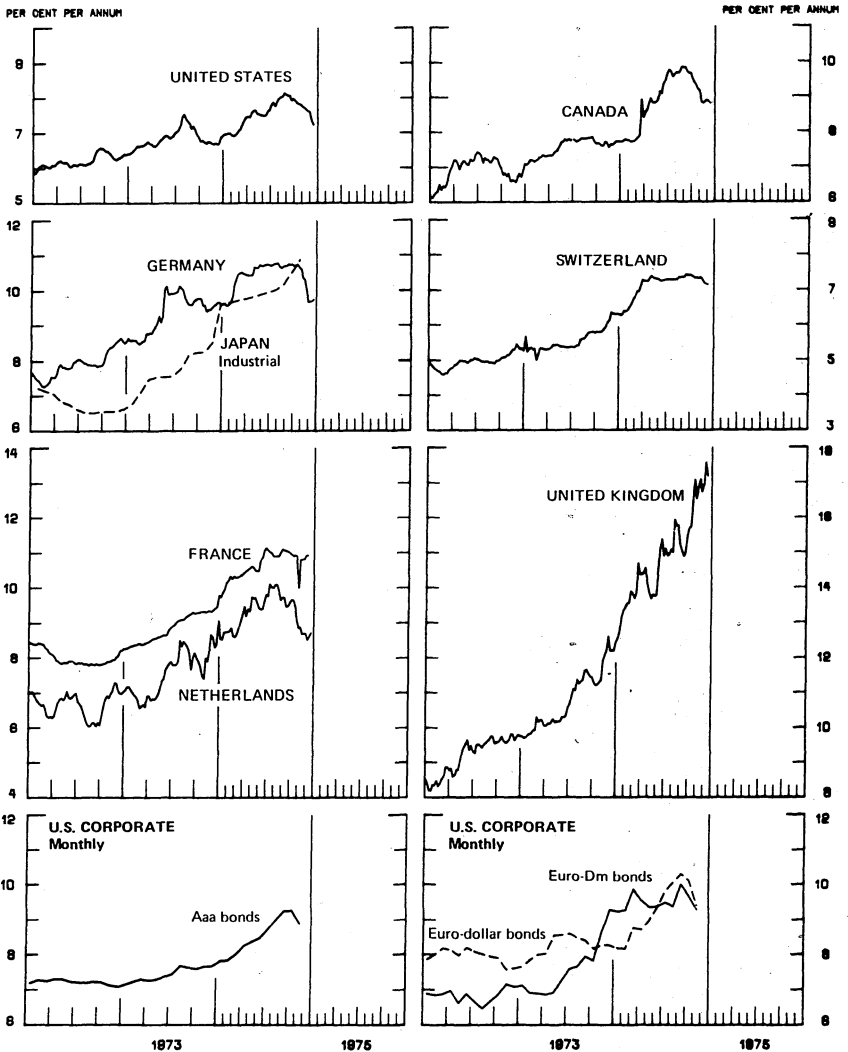 PER CENT PER ANNUM
PER CENT PER ANNUM
9
UNITED STATES
7
5
10
CANADA
8
6
12
GERMANY
10
JAPAN
Industrial
8
6
9
SWITZERLAND
7
5
3
14
12
FRANCE
10
8
NETHERLANDS
6
4
18
UNITED KINGDOM
16
14
12
10
8
12
U.S. CORPORATE
Monthly
10
Aaa bonds
8
6
12
U.S. CORPORATE
Monthly
Euro-Dm bonds
10
Euro-dollar bonds
8
6
1973
1975
1973
1975